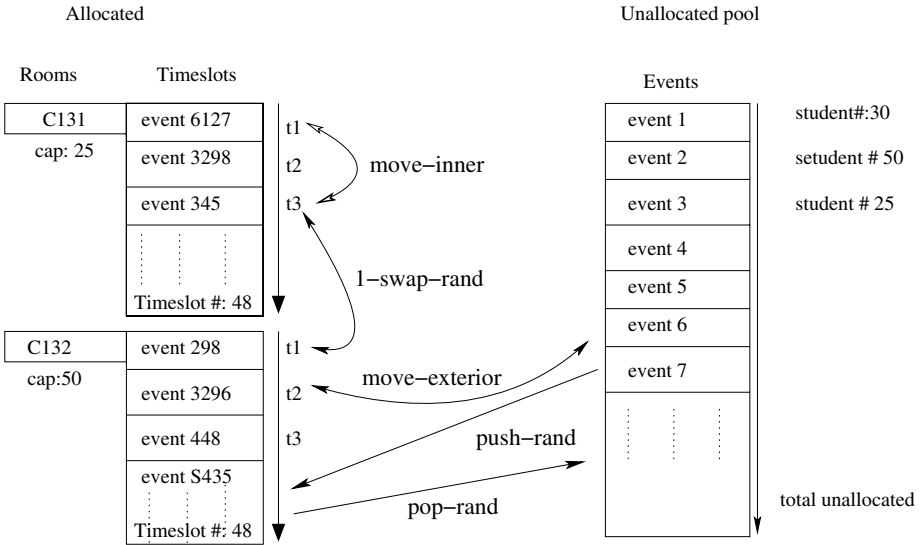 Allocated
Unallocated pool
Rooms
Timeslots
Events
C131
cap: 25
event 6127
event 3298
event 345
Timeslot #: 48
t1
t2
t3
move-inner
1-swap-rand
C132
cap:50
event 298
event 3296
event 448
event S435
Timeslot #: 48
t1
t2
t3
move-exterior
push-rand
pop-rand
event 1
event 2
event 3
event 4
event 5
event 6
event 7
student#:30
setudent # 50
student # 25
total unallocated